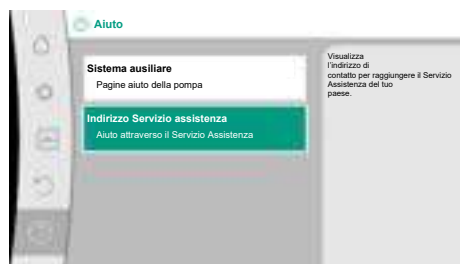 Aiuto
Sistema ausiliare
Pagine aiuto della pompa
Indirizzo Servizio assistenza
Aiuto attraverso il Servizio Assistenza
Visualizza
l'indirizzo di
contatto per raggiungere il Servizio
Assistenza del tuo
paese.